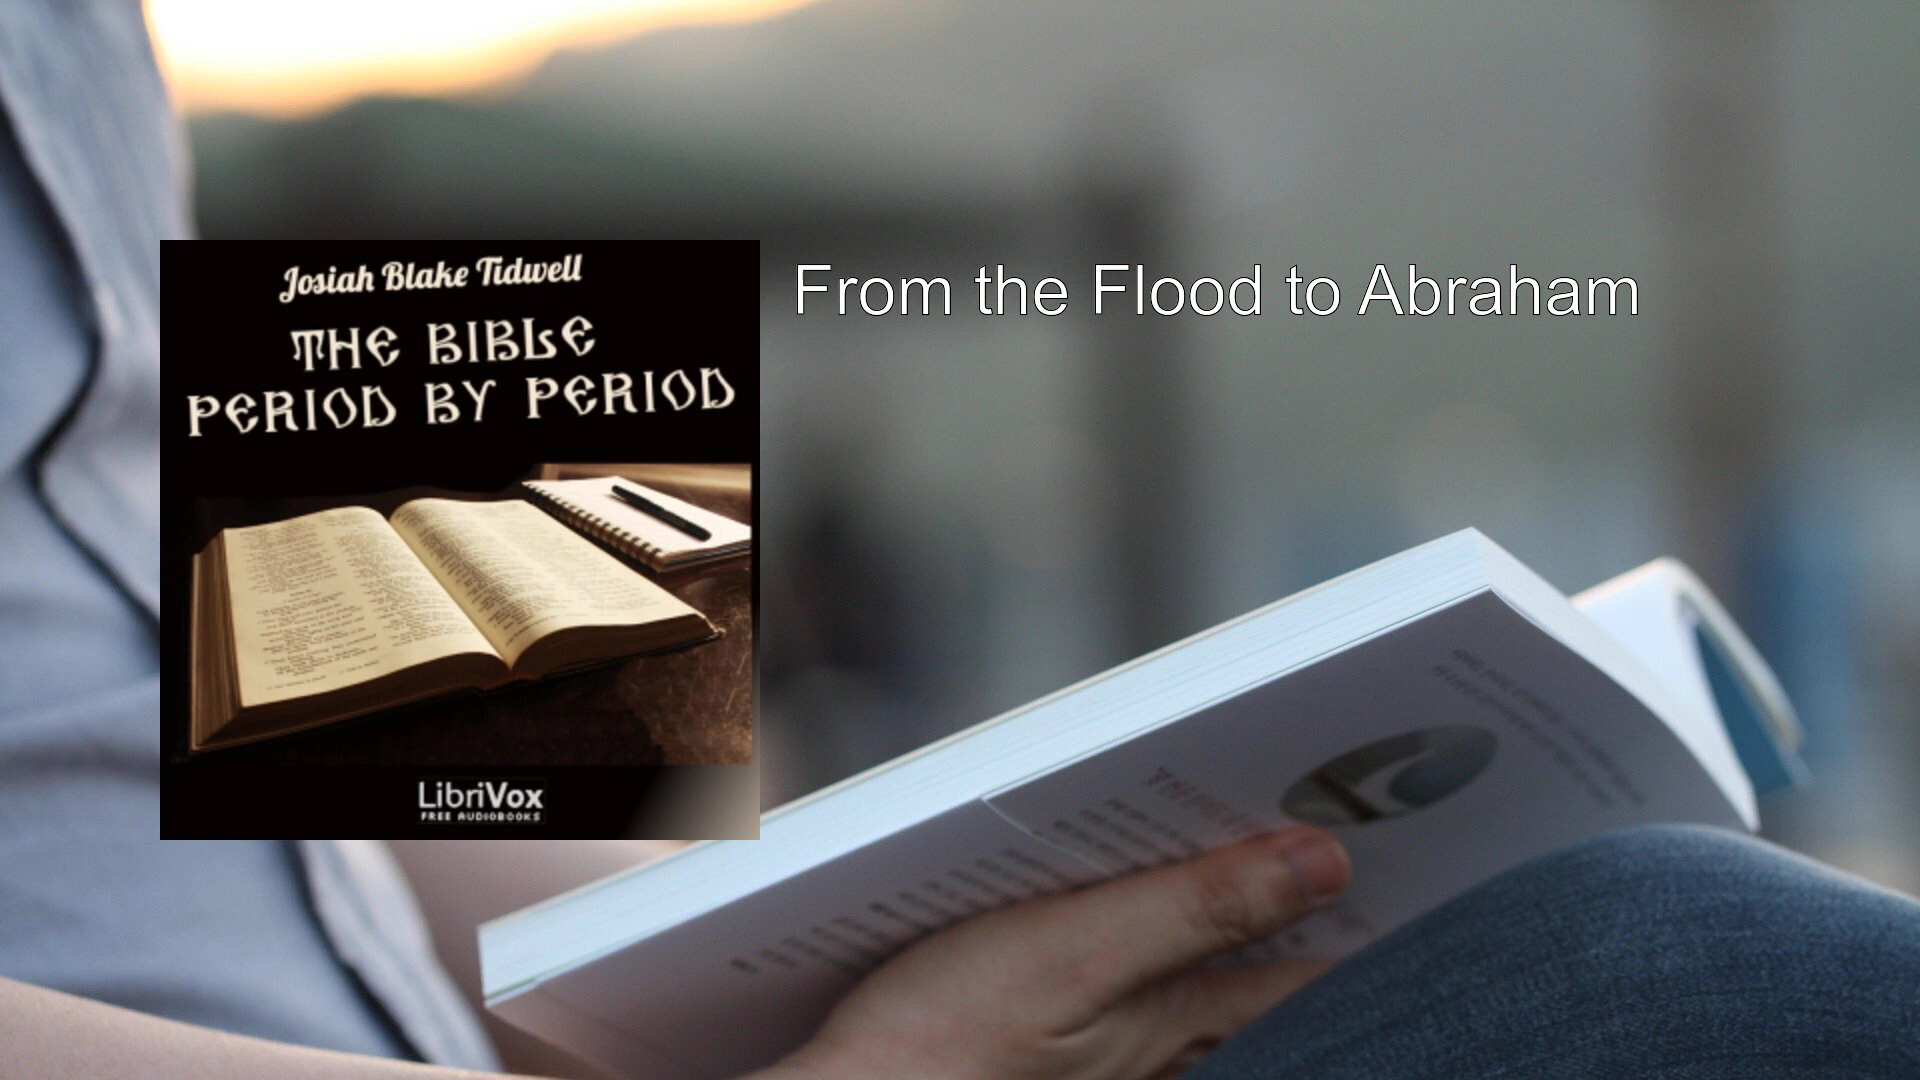 Josiah Blake Tidwell
THE BIBLE
PERIOD BY PERIOD
LibriVox
FREE AUDIOBOOKS
From the Flood to Abraham